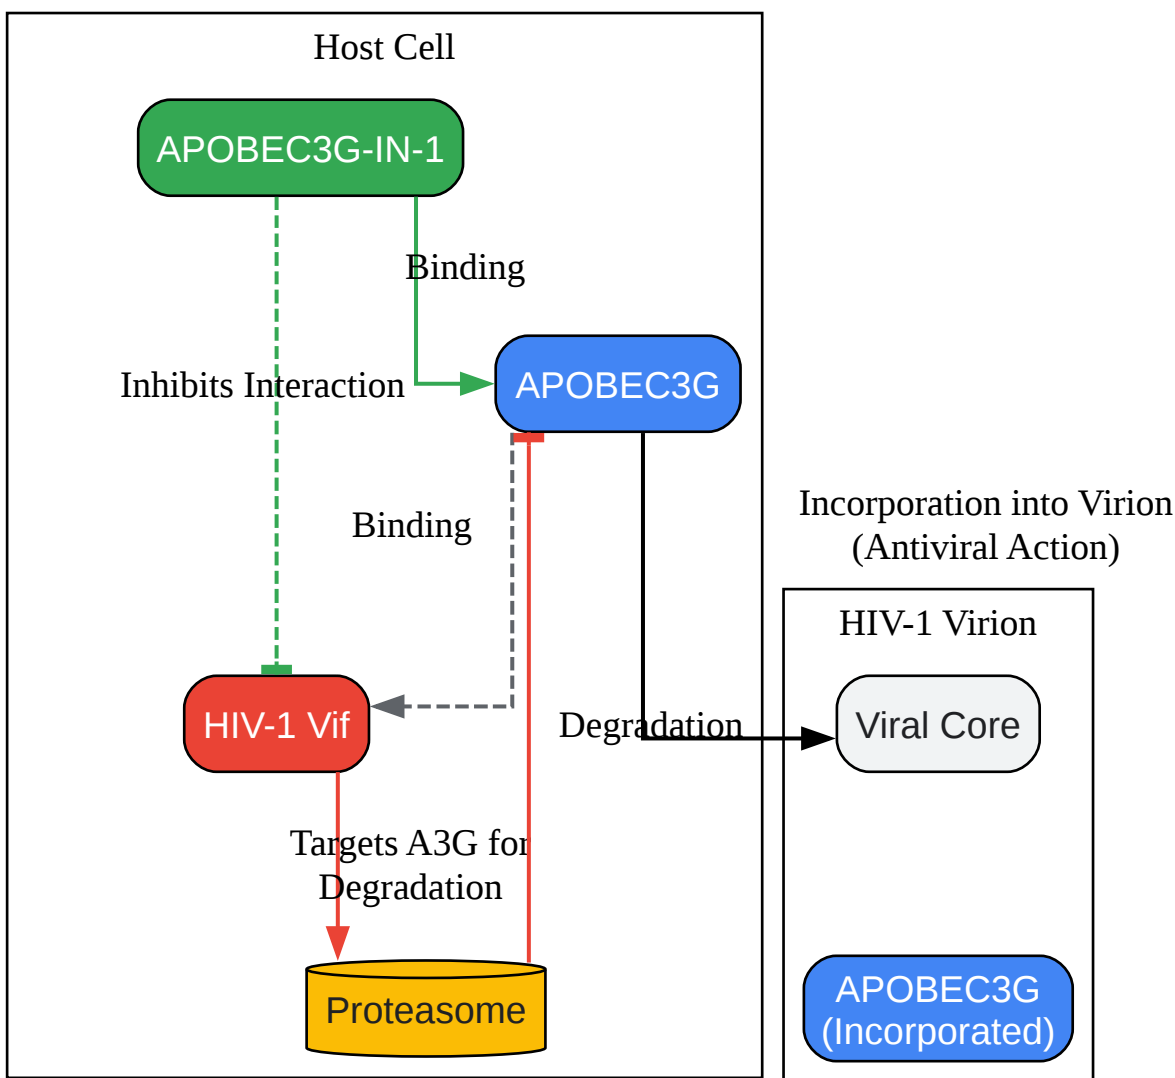 Host Cell
APOBEC3G-IN-1
Binding
Inhibits Interaction
APOBEC3G
Binding
Incorporation into Virion
(Antiviral Action)
HIV-1 Virion
HIV-1 Vif
Degradation
Viral Core
Targets A3G for
Degradation
Proteasome
APOBEC3G
(Incorporated)